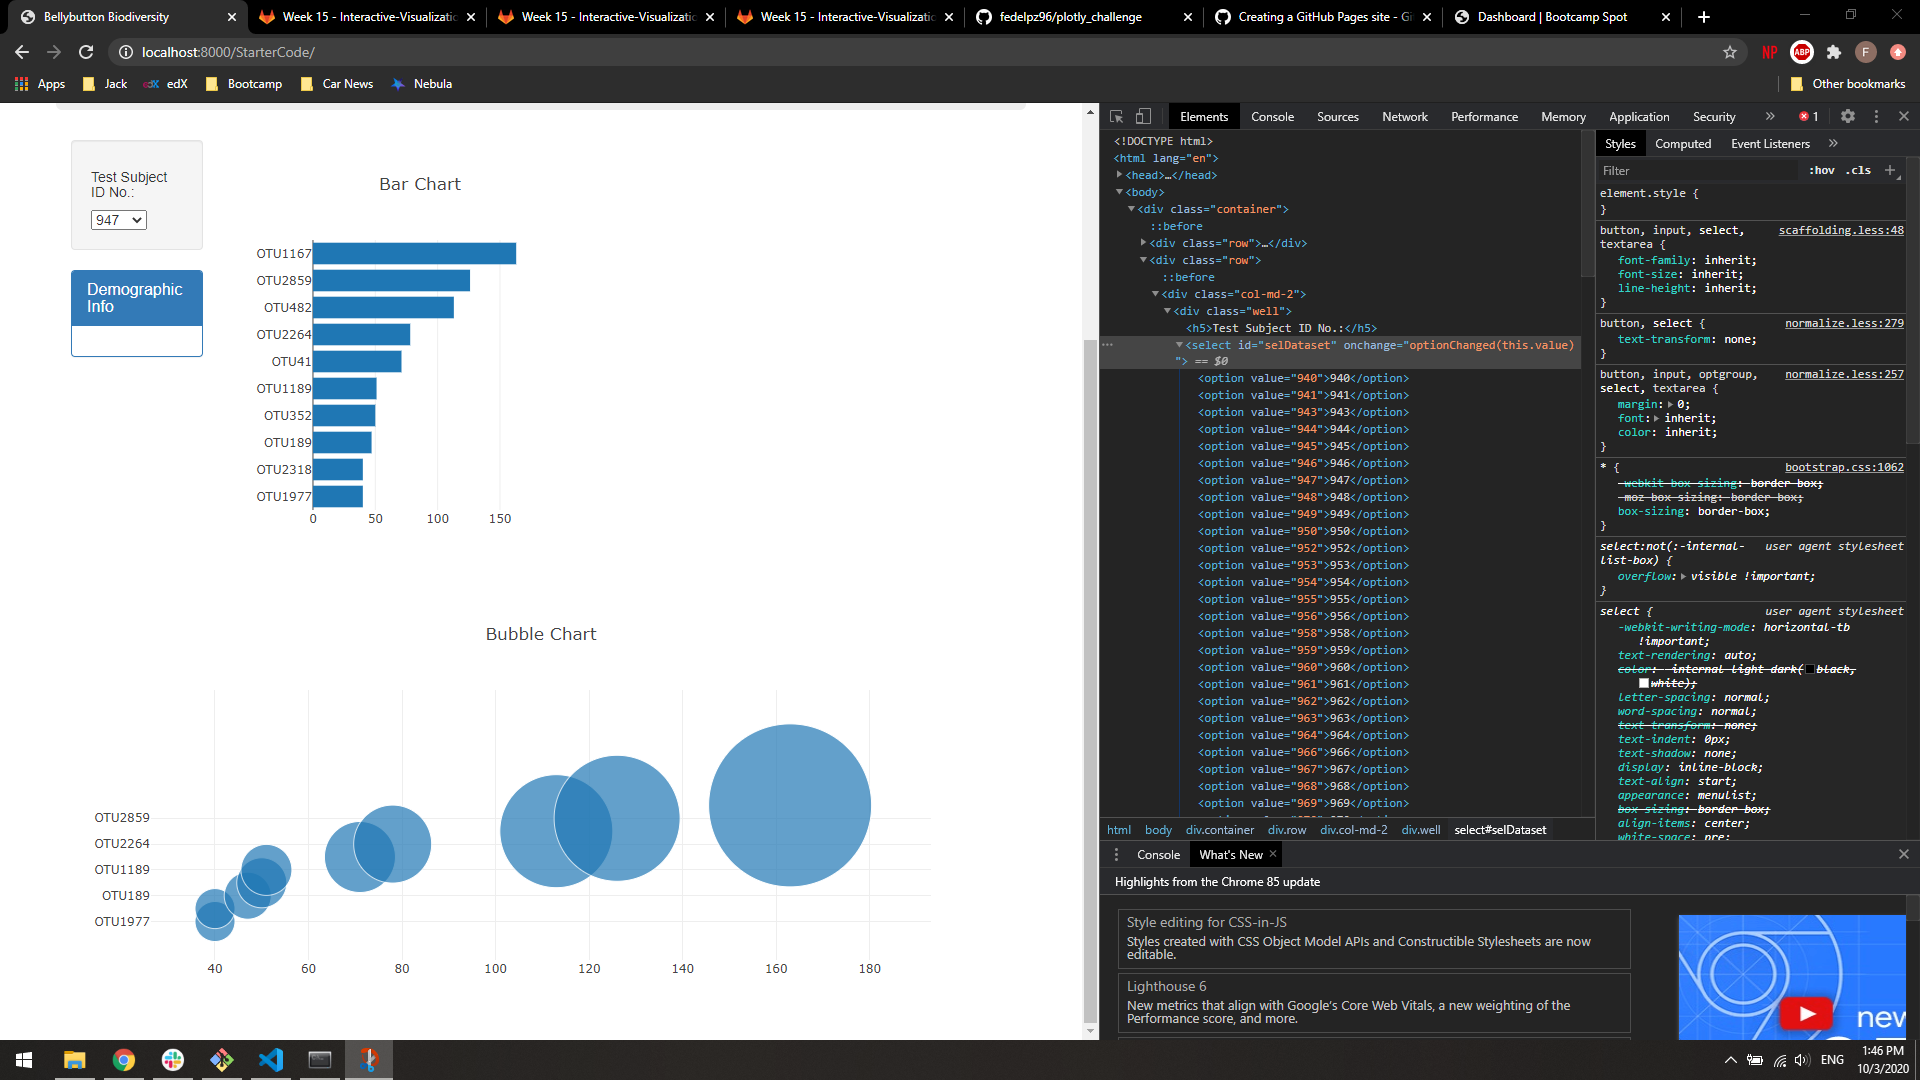 Bellybutton Biodiversity
Week 15 - Interactive-Visualizatio
Week 15 - Interactive-Visualizatio
Week 15 - Interactive-Visualizatio
fedelpz96/plotly_challenge
Creating a GitHub Pages site - Gi
Dashboard | Bootcamp Spot
localhost:8000/StarterCode/
NP
ABP
F
Apps
Jack
edX
edX
Bootcamp
Car News
Nebula
Other bookmarks
Test Subject
ID No.:
947
Demographic
Info
Bar Chart
OTU1167
OTU2859
OTU482
OTU2264
OTU41
OTU1189
OTU352
OTU189
OTU2318
OTU1977
0
50
100
150
Bubble Chart
OTU2859
OTU2264
OTU1189
OTU189
OTU1977
40
60
80
100
120
140
160
180
Elements
Console
Sources
Network
Performance
Memory
Application
Security
»
1
<!DOCTYPE html>
<html lang="en">
<head>…</head>
<body>
<div class="container">
::before
<div class="row">…</div>
<div class="row">
::before
<div class="col-md-2">
<div class="well">
<h5>Test Subject ID No.:</h5>
<select id="selDataset" onchange="optionChanged(this.value)
"> == $0
<option value="940">940</option>
<option value="941">941</option>
<option value="943">943</option>
<option value="944">944</option>
<option value="945">945</option>
<option value="946">946</option>
<option value="947">947</option>
<option value="948">948</option>
<option value="949">949</option>
<option value="950">950</option>
<option value="952">952</option>
<option value="953">953</option>
<option value="954">954</option>
<option value="955">955</option>
<option value="956">956</option>
<option value="958">958</option>
<option value="959">959</option>
<option value="960">960</option>
<option value="961">961</option>
<option value="962">962</option>
<option value="963">963</option>
<option value="964">964</option>
<option value="966">966</option>
<option value="967">967</option>
<option value="968">968</option>
<option value="969">969</option>
html body div.container div.row div.col-md-2 div.well select#selDataset
Styles
Computed
Event Listeners
»
Filter
:hov .cls +
element.style {
}
button, input, select, scaffolding.less:48
textarea {
font-family: inherit;
font-size: inherit;
line-height: inherit;
}
button, select { normalize.less:279
text-transform: none;
}
button, input, optgroup, normalize.less:257
select, textarea {
margin: 0;
font: inherit;
color: inherit;
}
* { bootstrap.css:1062
-webkit-box-sizing: border-box;
-moz-box-sizing: border-box;
box-sizing: border-box;
}
select:not(:-internal- user agent stylesheet
list-box) {
overflow: visible !important;
}
select { user agent stylesheet
-webkit-writing-mode: horizontal-tb
!important;
text-rendering: auto;
color: -internal-light-dark( black,
white);
letter-spacing: normal;
word-spacing: normal;
text-transform: none;
text-indent: 0px;
text-shadow: none;
display: inline-block;
text-align: start;
appearance: menulist;
box-sizing: border-box;
align-items: center;
white-space: pre;
Console
What's New
Highlights from the Chrome 85 update
Style editing for CSS-in-JS
Styles created with CSS Object Model APIs and Constructible Stylesheets are now
editable.
Lighthouse 6
New metrics that align with Google's Core Web Vitals, a new weighting of the
Performance score, and more.
new
ENG
1:46 PM
10/3/2020